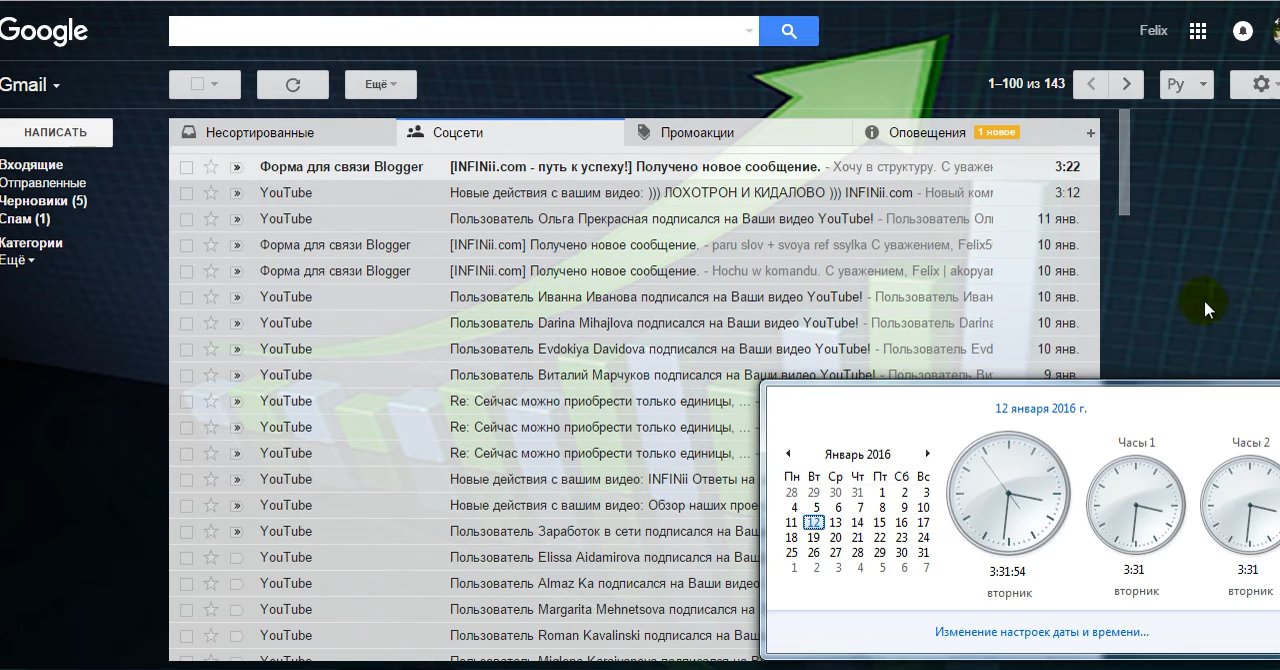 Google
Felix
Gmail
Ещё
1–100 из 143
Ру
НАПИСАТЬ
Входящие
Отправленные
Черновики (5)
Спам (1)
Категории
Ещё
Несортированные
Соцсети
Промоакции
Оповещения 1 новое +
Форма для связи Blogger [INFINii.com - путь к успеху!] Получено новое сообщение. - Хочу в структуру. С уважен 3:22
YouTube Новые действия с вашим видео: ))) ЛОХОТРОН И КИДАЛОВО ))) INFINii.com - Новый комм 3:12
YouTube Пользователь Ольга Прекрасная подписался на Ваши видео YouTube! - Пользователь Оль 11 янв.
Форма для связи Blogger [INFINii.com] Получено новое сообщение. - paru slov + svoya ref ssylka С уважением, Felix5 10 янв.
Форма для связи Blogger [INFINii.com] Получено новое сообщение. - Hochu w komandu. С уважением, Felix | akopyan 10 янв.
YouTube Пользователь Иванна Иванова подписался на Ваши видео YouTube! - Пользователь Иван 10 янв.
YouTube Пользователь Darina Mihajlova подписался на Ваши видео YouTube! - Пользователь Darina 10 янв.
YouTube Пользователь Evdokiya Davidova подписался на Ваши видео YouTube! - Пользователь Evd 10 янв.
YouTube Пользователь Виталий Марчуков подписался на Ваши видео YouTube! - Пользователь Ви 9 янв.
YouTube Re: Сейчас можно приобрести только единицы, ... -
YouTube Re: Сейчас можно приобрести только единицы, ... -
YouTube Re: Сейчас можно приобрести только единицы, ... -
YouTube Новые действия с вашим видео: INFINii Ответы на
YouTube Новые действия с вашим видео: Обзор наших прое
YouTube Пользователь Заработок в сети подписался на Ваши
YouTube Пользователь Elissa Aidamirova подписался на Ваши
YouTube Пользователь Almaz Ka подписался на Ваши видео
YouTube Пользователь Margarita Mehnetsova подписался на
YouTube Пользователь Roman Kavalinski подписался на Ваш
12 января 2016 г.
Январь 2016
Пн Вт Ср Чт Пт Сб Вс
28 29 30 31 1 2 3
4 5 6 7 8 9 10
11 12 13 14 15 16 17
18 19 20 21 22 23 24
25 26 27 28 29 30 31
1 2 3 4 5 6 7
3:31:54
вторник
Часы 1
3:31
вторник
Часы 2
3:31
вторник
Изменение настроек даты и времени...